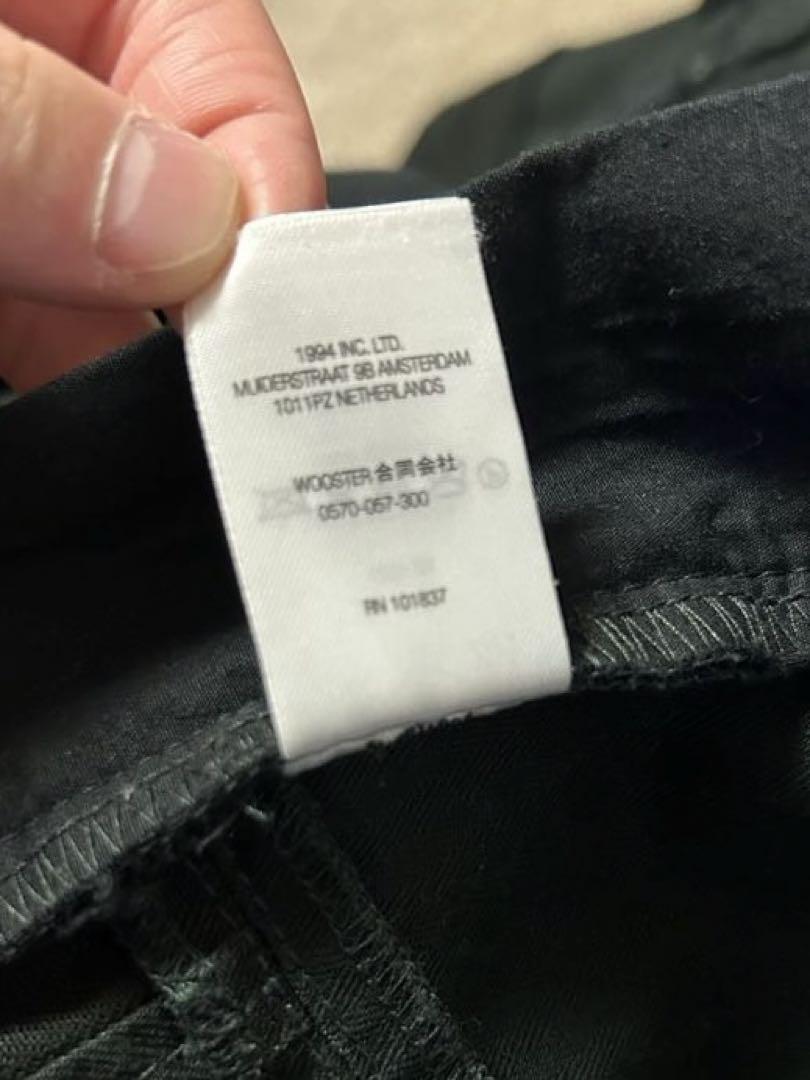 1994 INC. LTD.
MUIDERSTRAAT 9B AMSTERDAM
1011PZ NETHERLANDS
WOOSTER 合同会社
0570-057-300
RN 101837